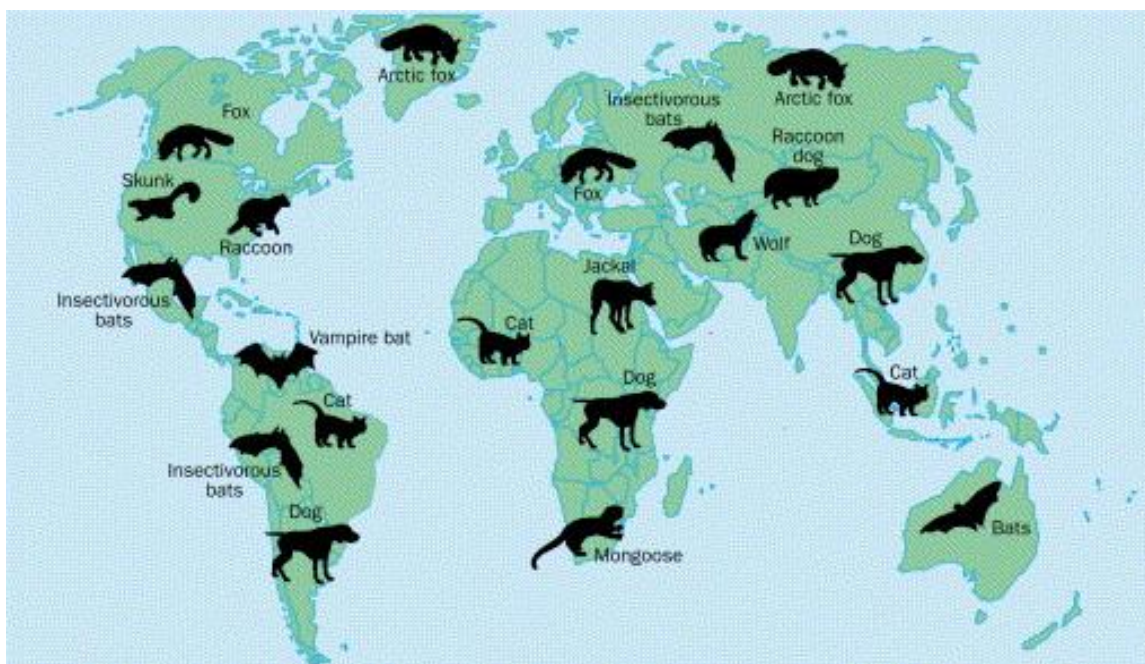 Arctic fox
Arctic fox
Fox
Insectivorous
bats
Raccoon
dog
Skunk
Fox
Raccoon
Wolf
Dog
Jackal
Insectivorous
bats
Vampire bat
Cat
Cat
Dog
Cat
Insectivorous
bats
Dog
Bats
Mongoose